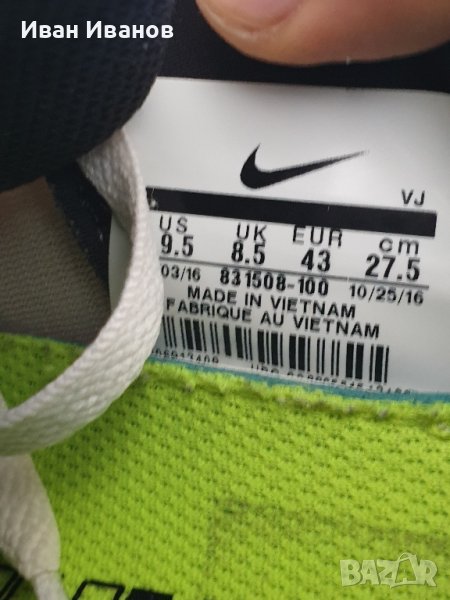 Иван Иванов
VJ
US UK EUR cm
9.5 8.5 43 27.5
03/16 831508-100 10/25/16
MADE IN VIETNAM
FABRIQUE AU VIETNAM
bazar